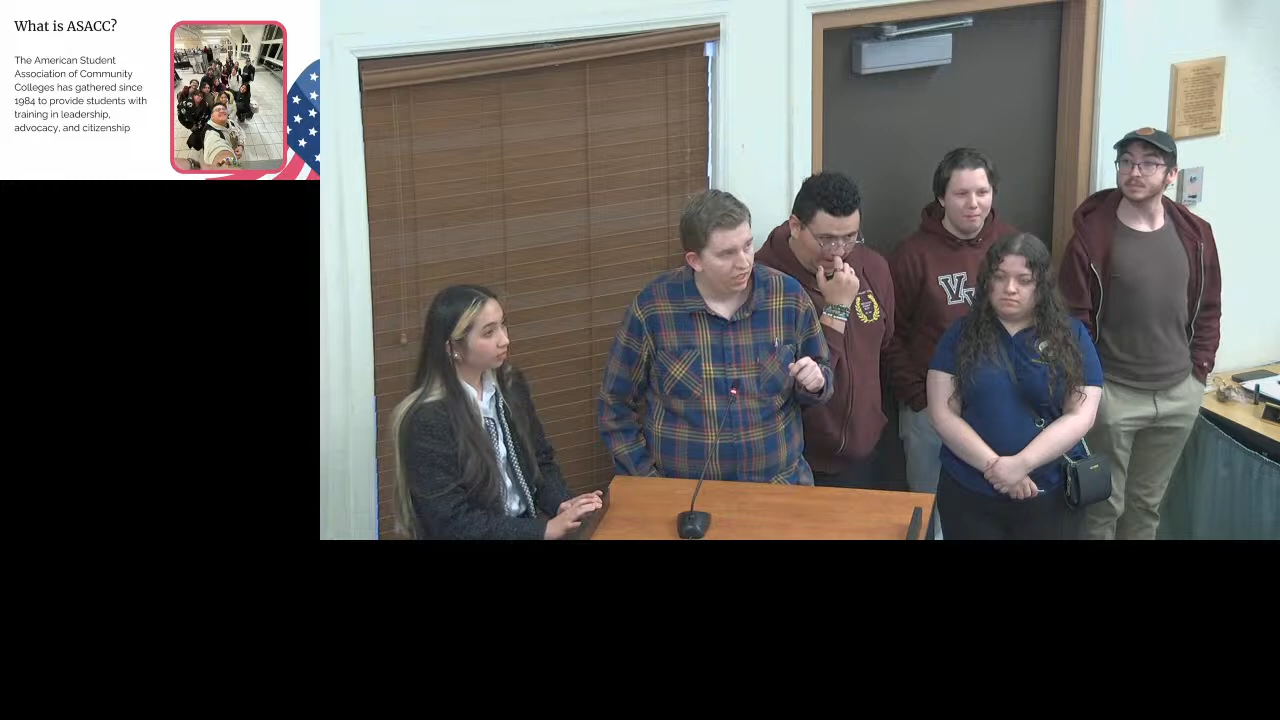 What is ASACC?
The American Student
Association of Community
Colleges has gathered since
1984 to provide students with
training in leadership,
advocacy, and citizenship
VV